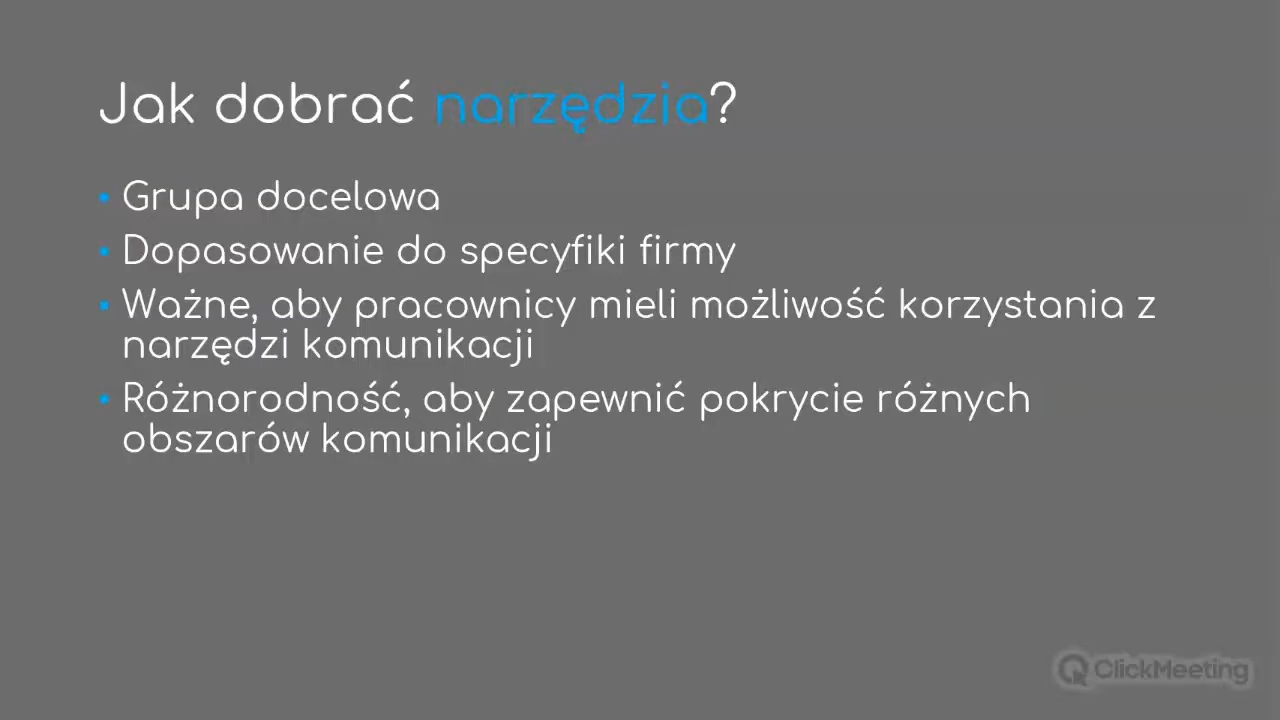 Jak dobrać narzędzia?
• Grupa docelowa
• Dopasowanie do specyfiki firmy
• Ważne, aby pracownicy mieli możliwość korzystania z
narzędzi komunikacji
• Różnorodność, aby zapewnić pokrycie różnych
obszarów komunikacji
ClickMeeting